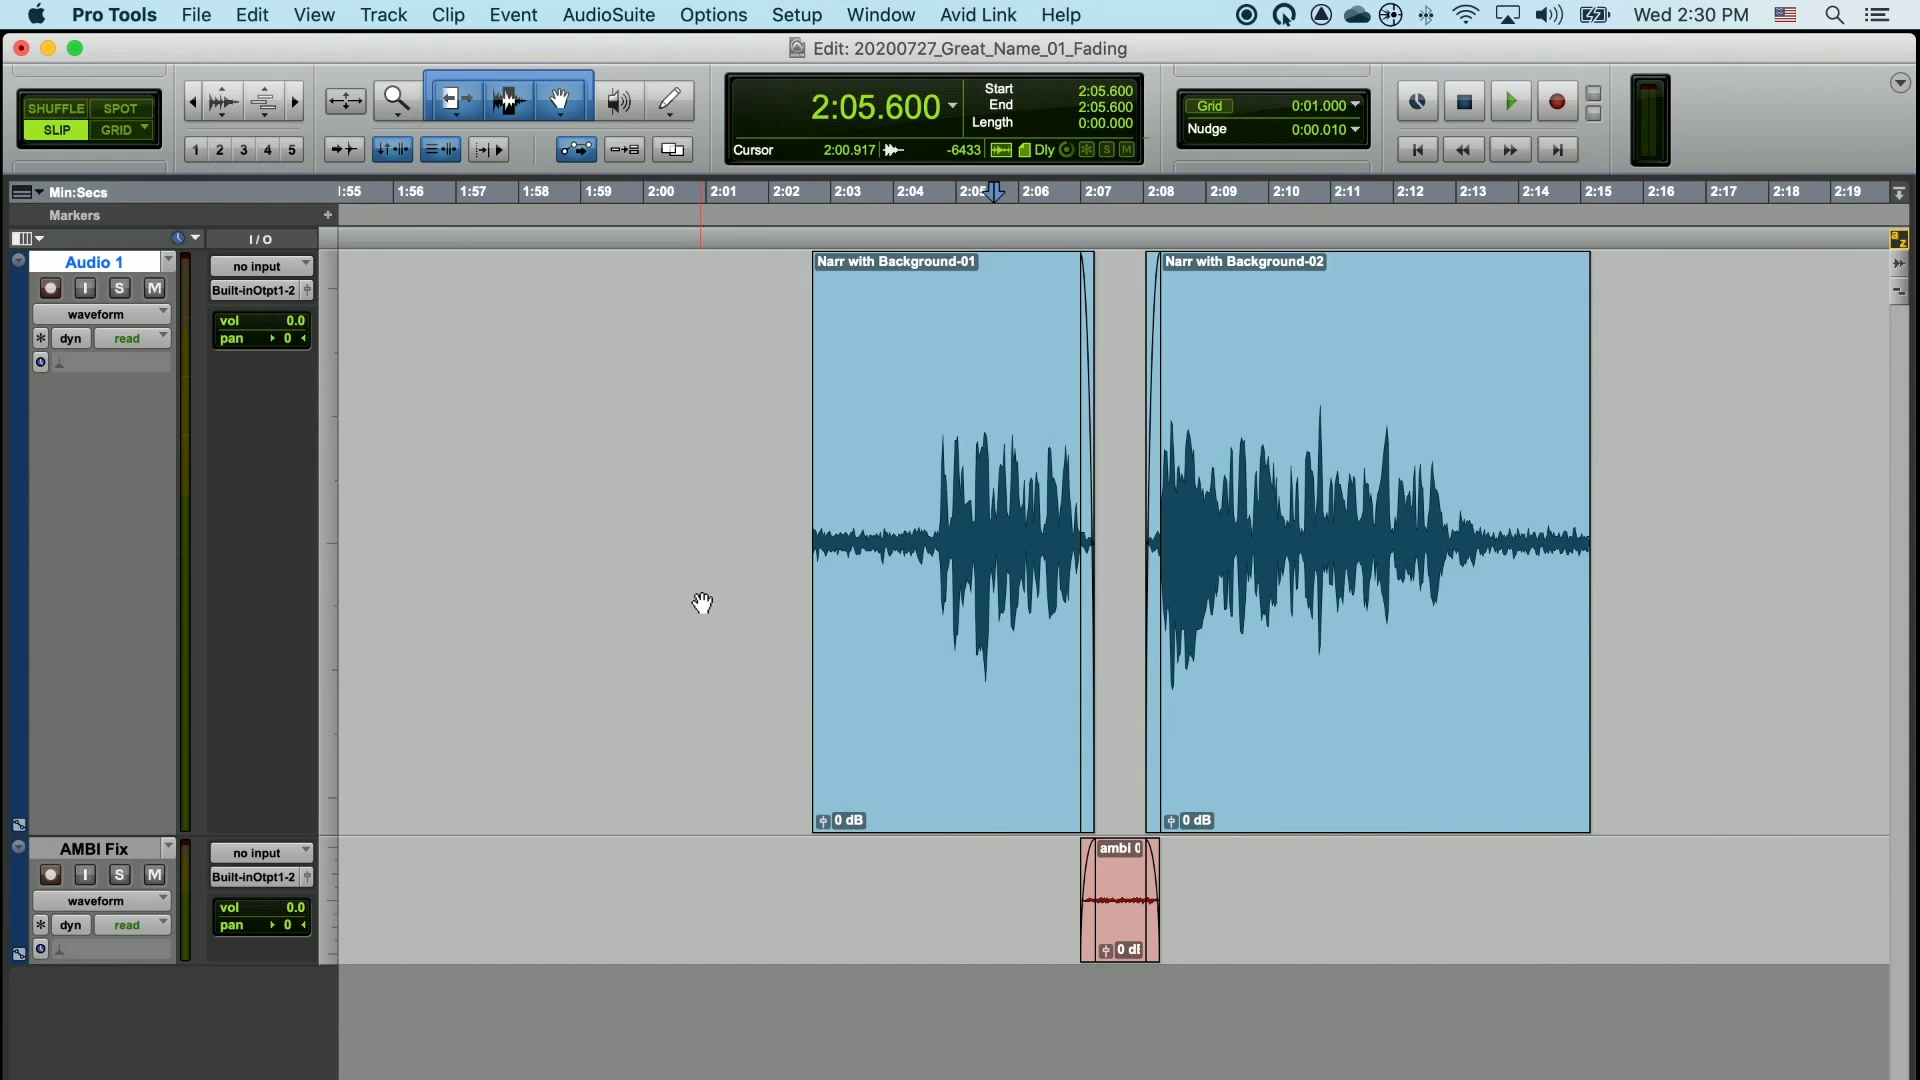 Pro Tools File Edit View Track Clip Event AudioSuite Options Setup Window Avid Link Help Wed 2:30 PM
Edit: 20200727_Great_Name_01_Fading
SHUFFLE SPOT
SLIP GRID
1 2 3 4 5
2:05.600
Start 2:05.600
End 2:05.600
Length 0:00.000
Cursor 2:00.917 -6433 Dly S M
Grid 0:01.000
Nudge 0:00.010
Min:Secs
1:55 1:56 1:57 1:58 1:59 2:00 2:01 2:02 2:03 2:04 2:05 2:06 2:07 2:08 2:09 2:10 2:11 2:12 2:13 2:14 2:15 2:16 2:17 2:18 2:19
Markers
I / O
a z
Audio 1
no input
I S M
Built-inOtpt1-2
waveform
vol 0.0
dyn read
pan 0
Narr with Background-01
0 dB
Narr with Background-02
0 dB
AMBI Fix
no input
I S M
Built-inOtpt1-2
waveform
vol 0.0
dyn read
pan 0
ambi 0
0 dB